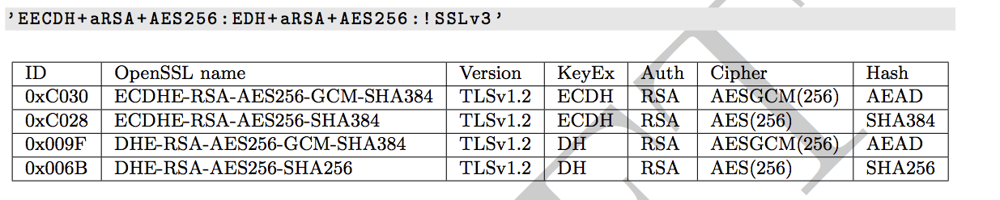 'EECDH+aRSA+AES256:EDH+aRSA+AES256:!SSLv3'
ID OpenSSL name Version KeyEx Auth Cipher Hash
0xC030 ECDHE-RSA-AES256-GCM-SHA384 TLSv1.2 ECDH RSA AESGCM(256) AEAD
0xC028 ECDHE-RSA-AES256-SHA384 TLSv1.2 ECDH RSA AES(256) SHA384
0x009F DHE-RSA-AES256-GCM-SHA384 TLSv1.2 DH RSA AESGCM(256) AEAD
0x006B DHE-RSA-AES256-SHA256 TLSv1.2 DH RSA AES(256) SHA256